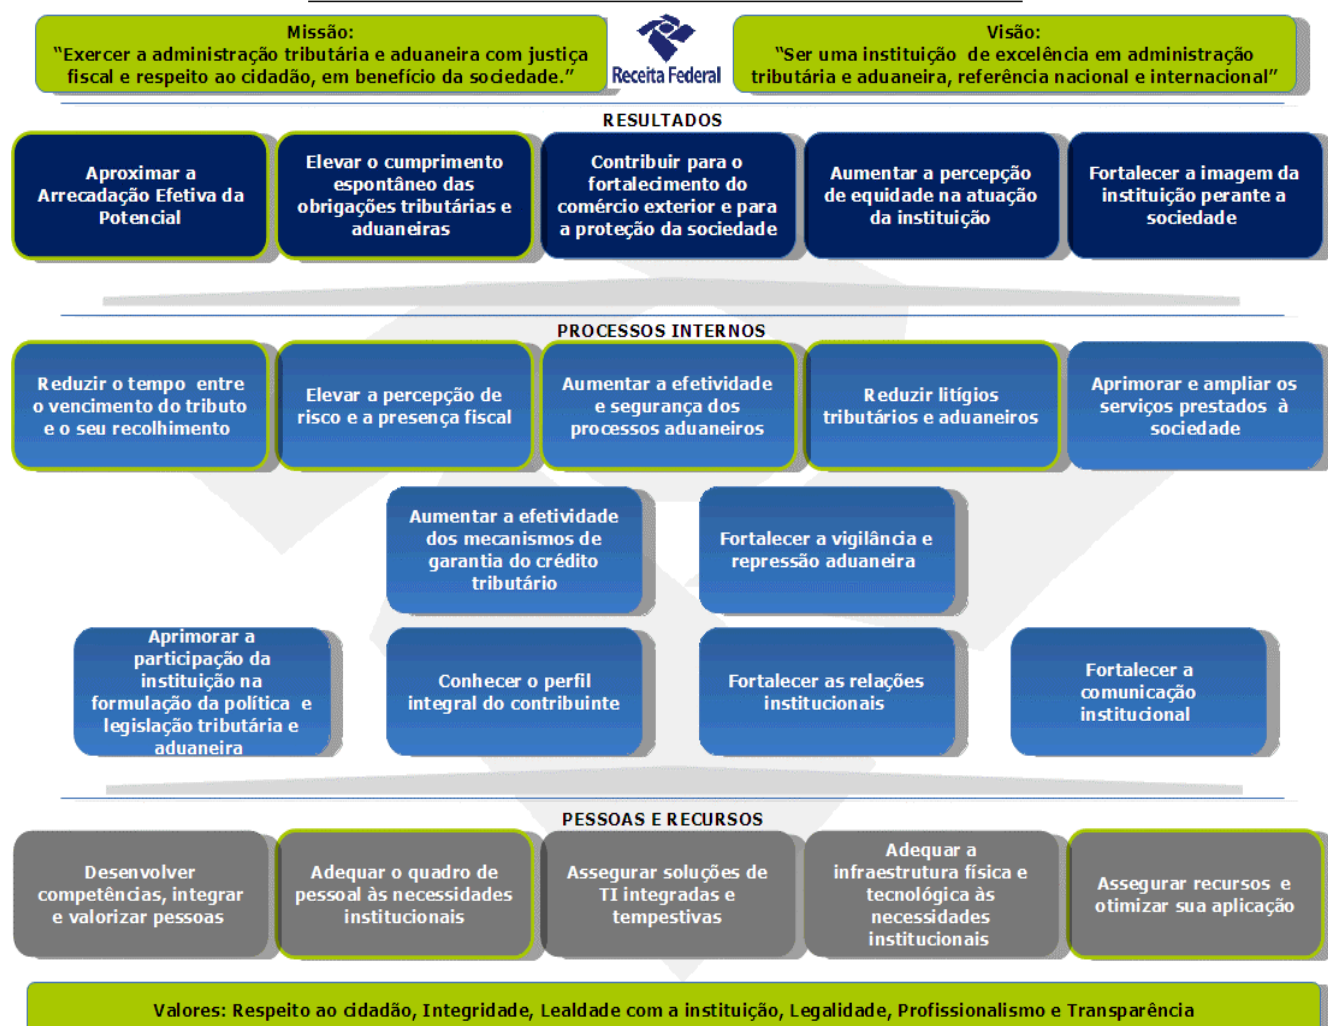 Missão:
“Exercer a administração tributária e aduaneira com justiça
fiscal e respeito ao cidadão, em benefício da sociedade.”
Receita Federal
Visão:
“Ser uma instituição de excelência em administração
tributária e aduaneira, referência nacional e internacional”
RESULTADOS
Aproximar a
Arrecadação Efetiva da
Potencial
Elevar o cumprimento
espontâneo das
obrigações tributárias e
aduaneiras
Contribuir para o
fortalecimento do
comércio exterior e para
a proteção da sociedade
Aumentar a percepção
de equidade na atuação
da instituição
Fortalecer a imagem da
instituição perante a
sociedade
PROCESSOS INTERNOS
Reduzir o tempo entre
o vencimento do tributo
e o seu recolhimento
Elevar a percepção de
risco e a presença fiscal
Aumentar a efetividade
e segurança dos
processos aduaneiros
Reduzir litígios
tributários e aduaneiros
Aprimorar e ampliar os
serviços prestados à
sociedade
Aumentar a efetividade
dos mecanismos de
garantia do crédito
tributário
Fortalecer a vigilância e
repressão aduaneira
Aprimorar a
participação da
instituição na
formulação da política e
legislação tributária e
aduaneira
Conhecer o perfil
integral do contribuinte
Fortalecer as relações
institucionais
Fortalecer a
comunicação
institucional
PESSOAS E RECURSOS
Desenvolver
competências, integrar
e valorizar pessoas
Adequar o quadro de
pessoal às necessidades
institucionais
Assegurar soluções de
TI integradas e
tempestivas
Adequar a
infraestrutura física e
tecnológica às
necessidades
institucionais
Assegurar recursos e
otimizar sua aplicação
Valores: Respeito ao cidadão, Integridade, Lealdade com a instituição, Legalidade, Profissionalismo e Transparência